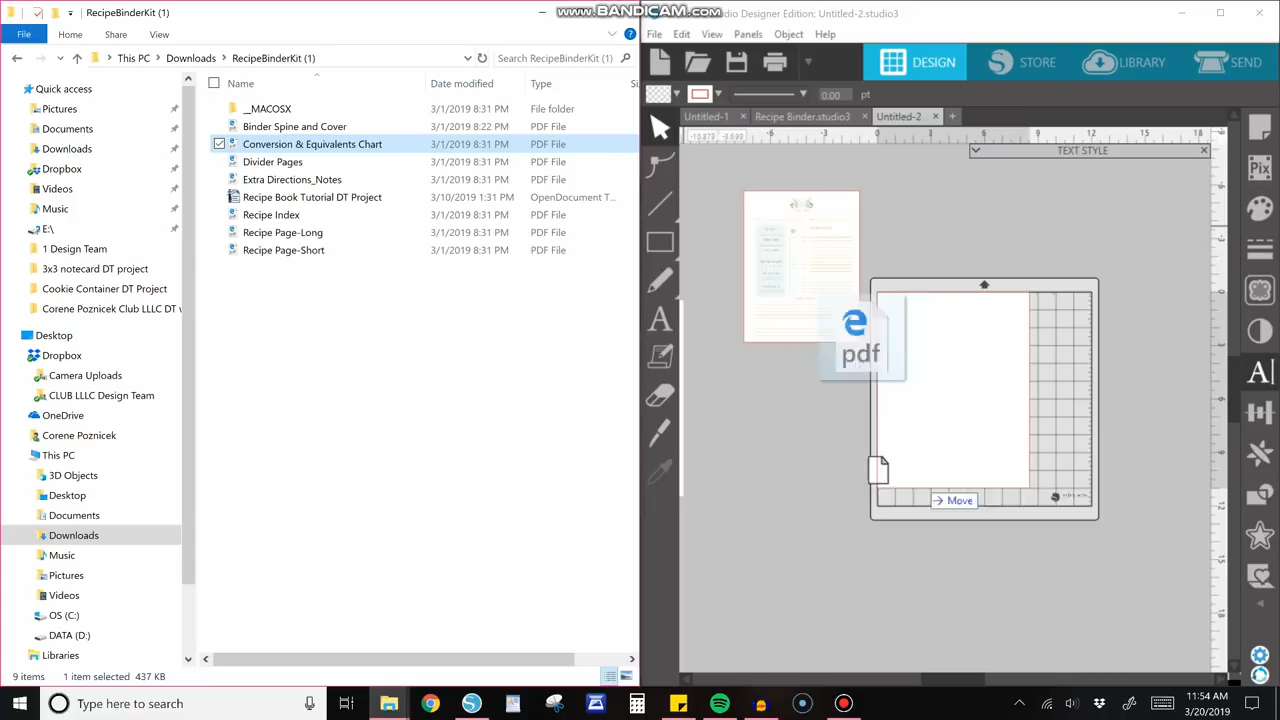 RecipeBinderKit (1)
www.BANDICAM.com
Studio Designer Edition: Untitled-2.studio3
File
Home
Share
View
File
Edit
View
Panels
Object
Help
This PC
Downloads
RecipeBinderKit (1)
Search RecipeBinderKit (1)
DESIGN
STORE
LIBRARY
SEND
0.00
pt
Name
Date modified
Type
Untitled-1
Recipe Binder.studio3
Untitled-2
TEXT STYLE
Quick access
Pictures
Documents
Downloads
Dropbox
Videos
Music
E:\
1 Design Team
3x3 notecard DT project
Cookie Container DT Project
Corene Poznicek Club LLLC DT w
Desktop
Dropbox
Camera Uploads
CLUB LLLC Design Team
OneDrive
Corene Poznicek
This PC
3D Objects
Desktop
Documents
Downloads
Music
Pictures
Videos
OS (C:)
DATA (D:)
Libraries
__MACOSX 3/1/2019 8:31 PM File folder
Binder Spine and Cover 3/1/2019 8:22 PM PDF File
Conversion & Equivalents Chart 3/1/2019 8:31 PM PDF File
Divider Pages 3/1/2019 8:31 PM PDF File
Extra Directions_Notes 3/1/2019 8:31 PM PDF File
Recipe Book Tutorial DT Project 3/10/2019 1:31 PM OpenDocument T...
Recipe Index 3/1/2019 8:31 PM PDF File
Recipe Page-Long 3/1/2019 8:31 PM PDF File
Recipe Page-Short 3/1/2019 8:31 PM PDF File
pdf
Move
Pix
9 items
1 item selected 437 KB
Type here to search
11:54 AM
3/20/2019